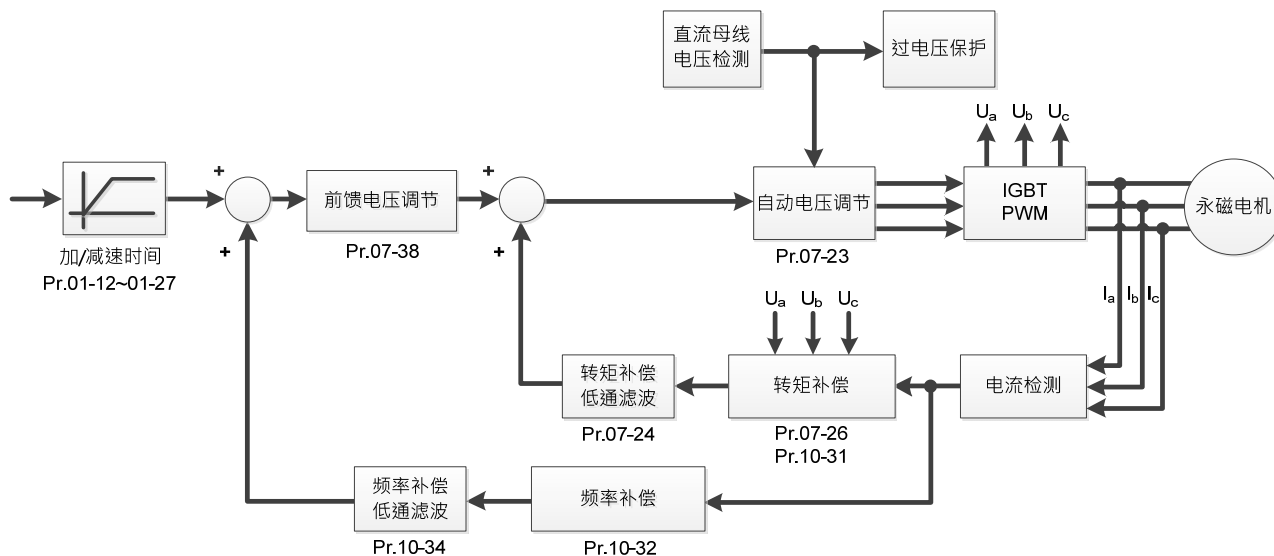 直流母线
电压检测
过电压保护
Ua Ub Uc
+
+
加/减速时间
Pr.01-12~01-27
+
前馈电压调节
Pr.07-38
+
自动电压调节
Pr.07-23
IGBT
PWM
永磁电机
Ia Ib Ic
Ua Ub Uc
转矩补偿
低通滤波
Pr.07-24
转矩补偿
Pr.07-26
Pr.10-31
电流检测
频率补偿
低通滤波
Pr.10-34
频率补偿
Pr.10-32